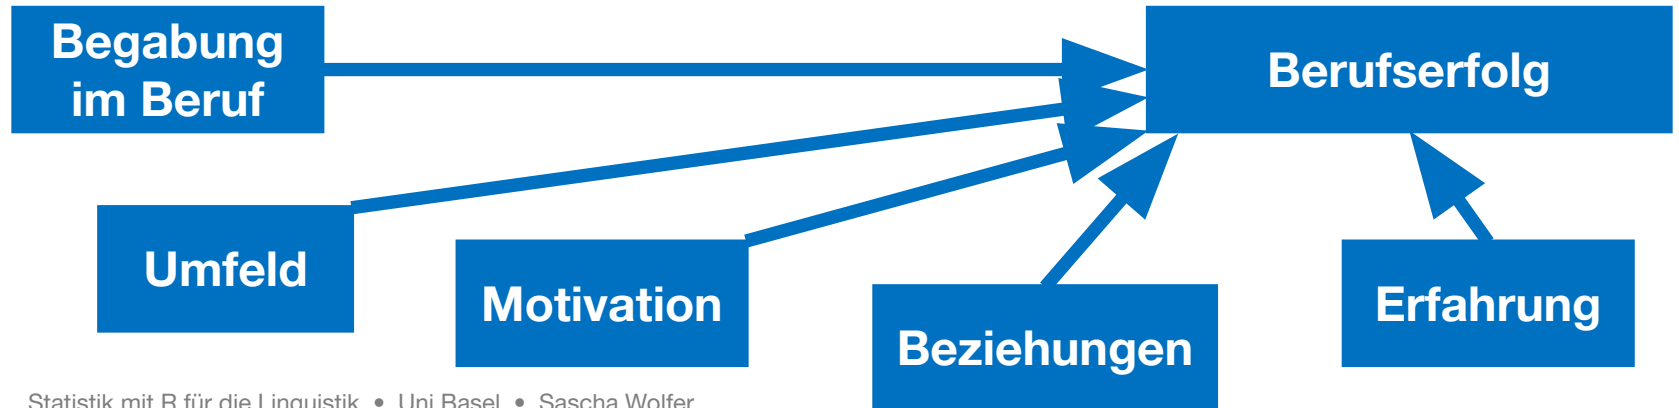 Begabung
im Beruf
Berufserfolg
Umfeld
Motivation
Beziehungen
Erfahrung
Statistik mit R für die Linguistik • Uni Basel • Sascha Wolfer